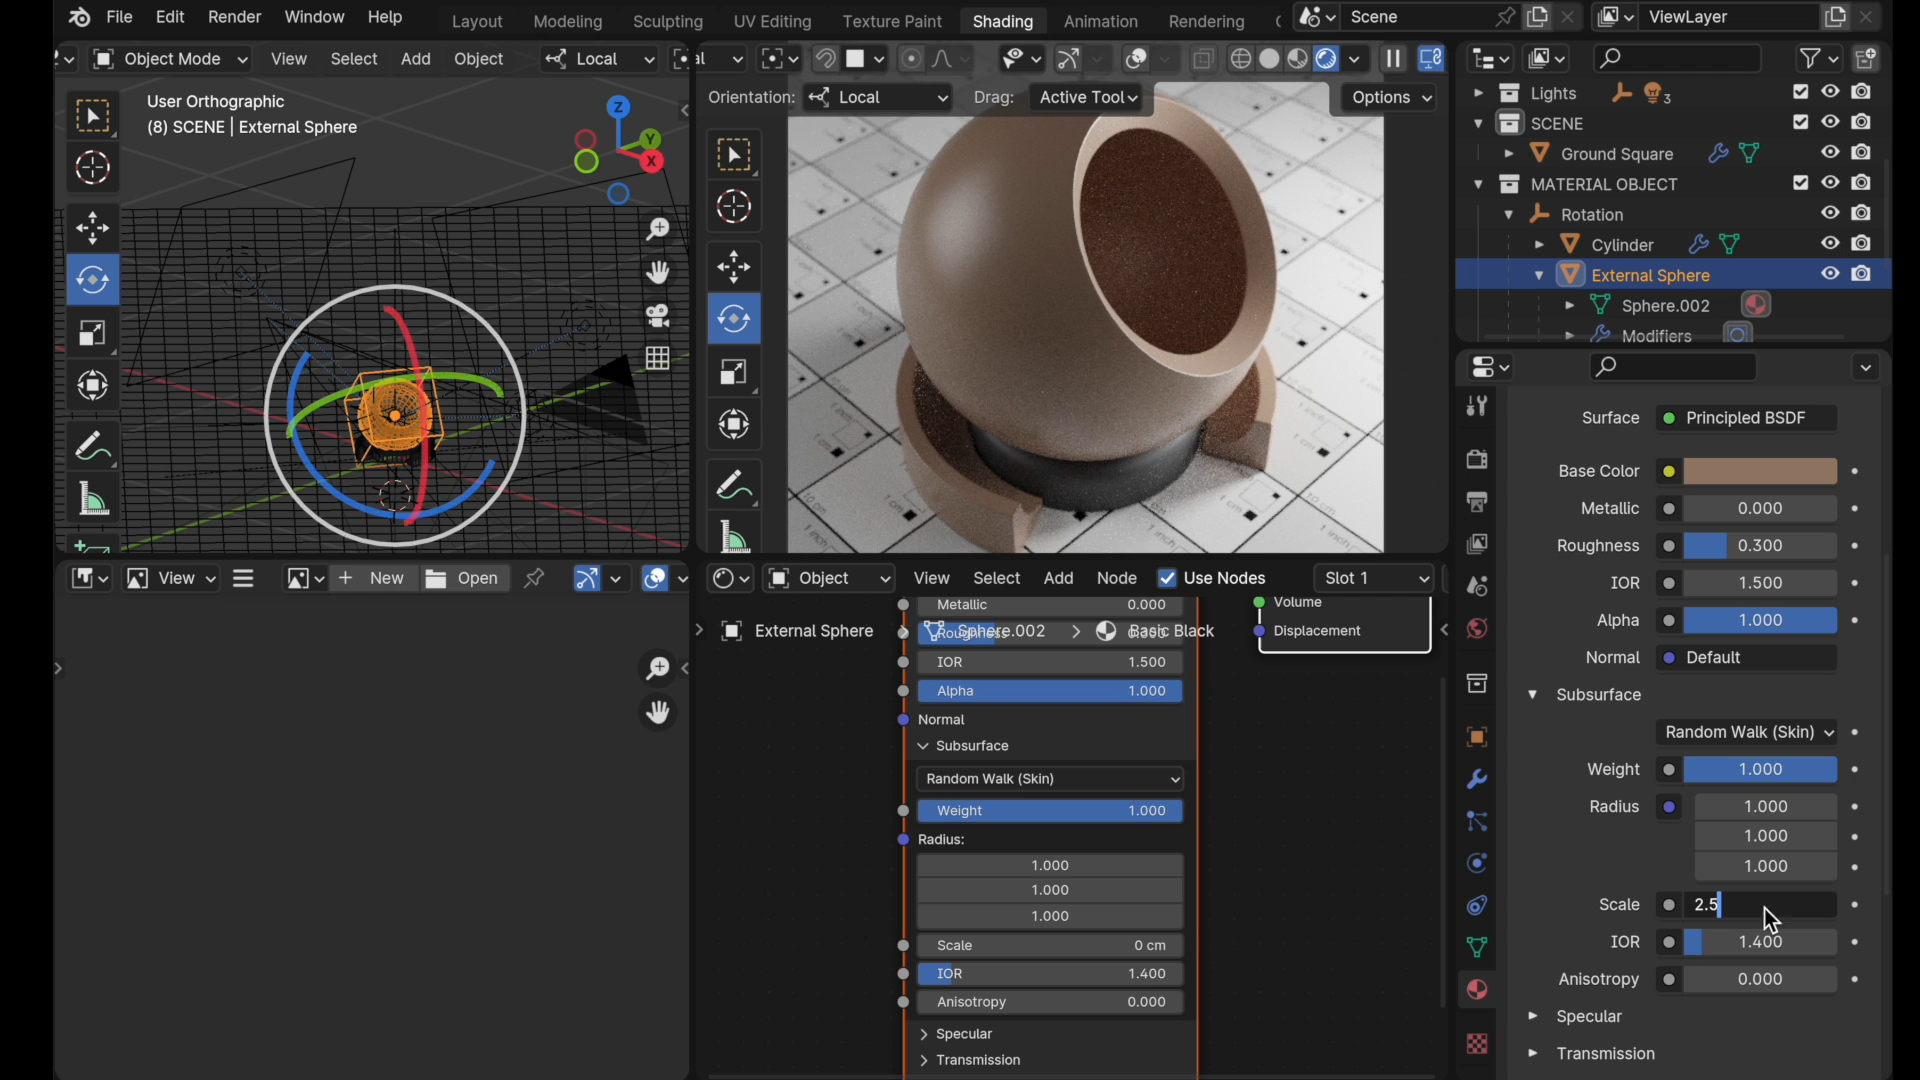 File Edit Render Window Help Layout Modeling Sculpting UV Editing Texture Paint Shading Animation Rendering Scene ViewLayer
Object Mode View Select Add Object Local
Orientation: Local Drag: Active Tool Options
User Orthographic
(8) SCENE | External Sphere
Z
Y
X
Lights 3
SCENE
Ground Square
MATERIAL OBJECT
Rotation
Cylinder
External Sphere
Sphere.002
Modifiers
View New Open
Object View Select Add Node Use Nodes Slot 1
External Sphere Sphere.002 Basic Black
Metallic 0.000
IOR 1.500
Alpha 1.000
Normal
Subsurface
Random Walk (Skin)
Weight 1.000
Radius:
1.000
1.000
1.000
Scale 0 cm
IOR 1.400
Anisotropy 0.000
Specular
Transmission
Volume
Displacement
Surface Principled BSDF
Base Color
Metallic 0.000
Roughness 0.300
IOR 1.500
Alpha 1.000
Normal Default
Subsurface
Random Walk (Skin)
Weight 1.000
Radius 1.000
1.000
1.000
Scale 2.5
IOR 1.400
Anisotropy 0.000
Specular
Transmission